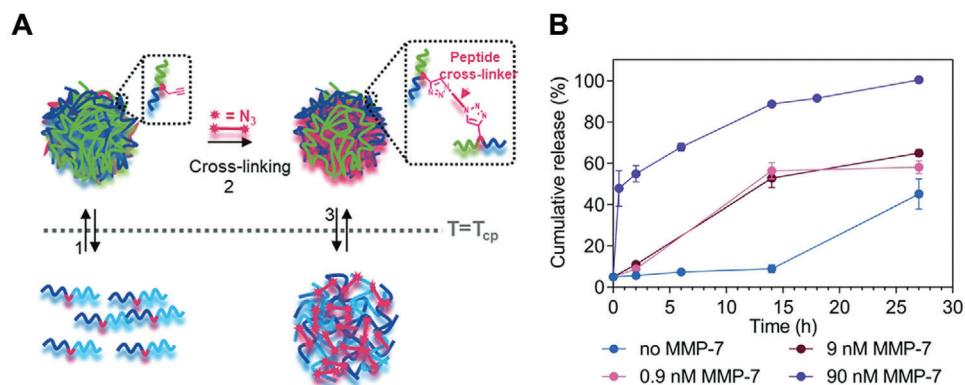 A
✷ = N₃
Cross-linking
2
Peptide
cross-linker
N
N
N
N
N
N
1
3
T=Tcp
B
Cumulative release (%)
100
80
60
40
20
0
0 5 10 15 20 25 30
Time (h)
no MMP-7
9 nM MMP-7
0.9 nM MMP-7
90 nM MMP-7